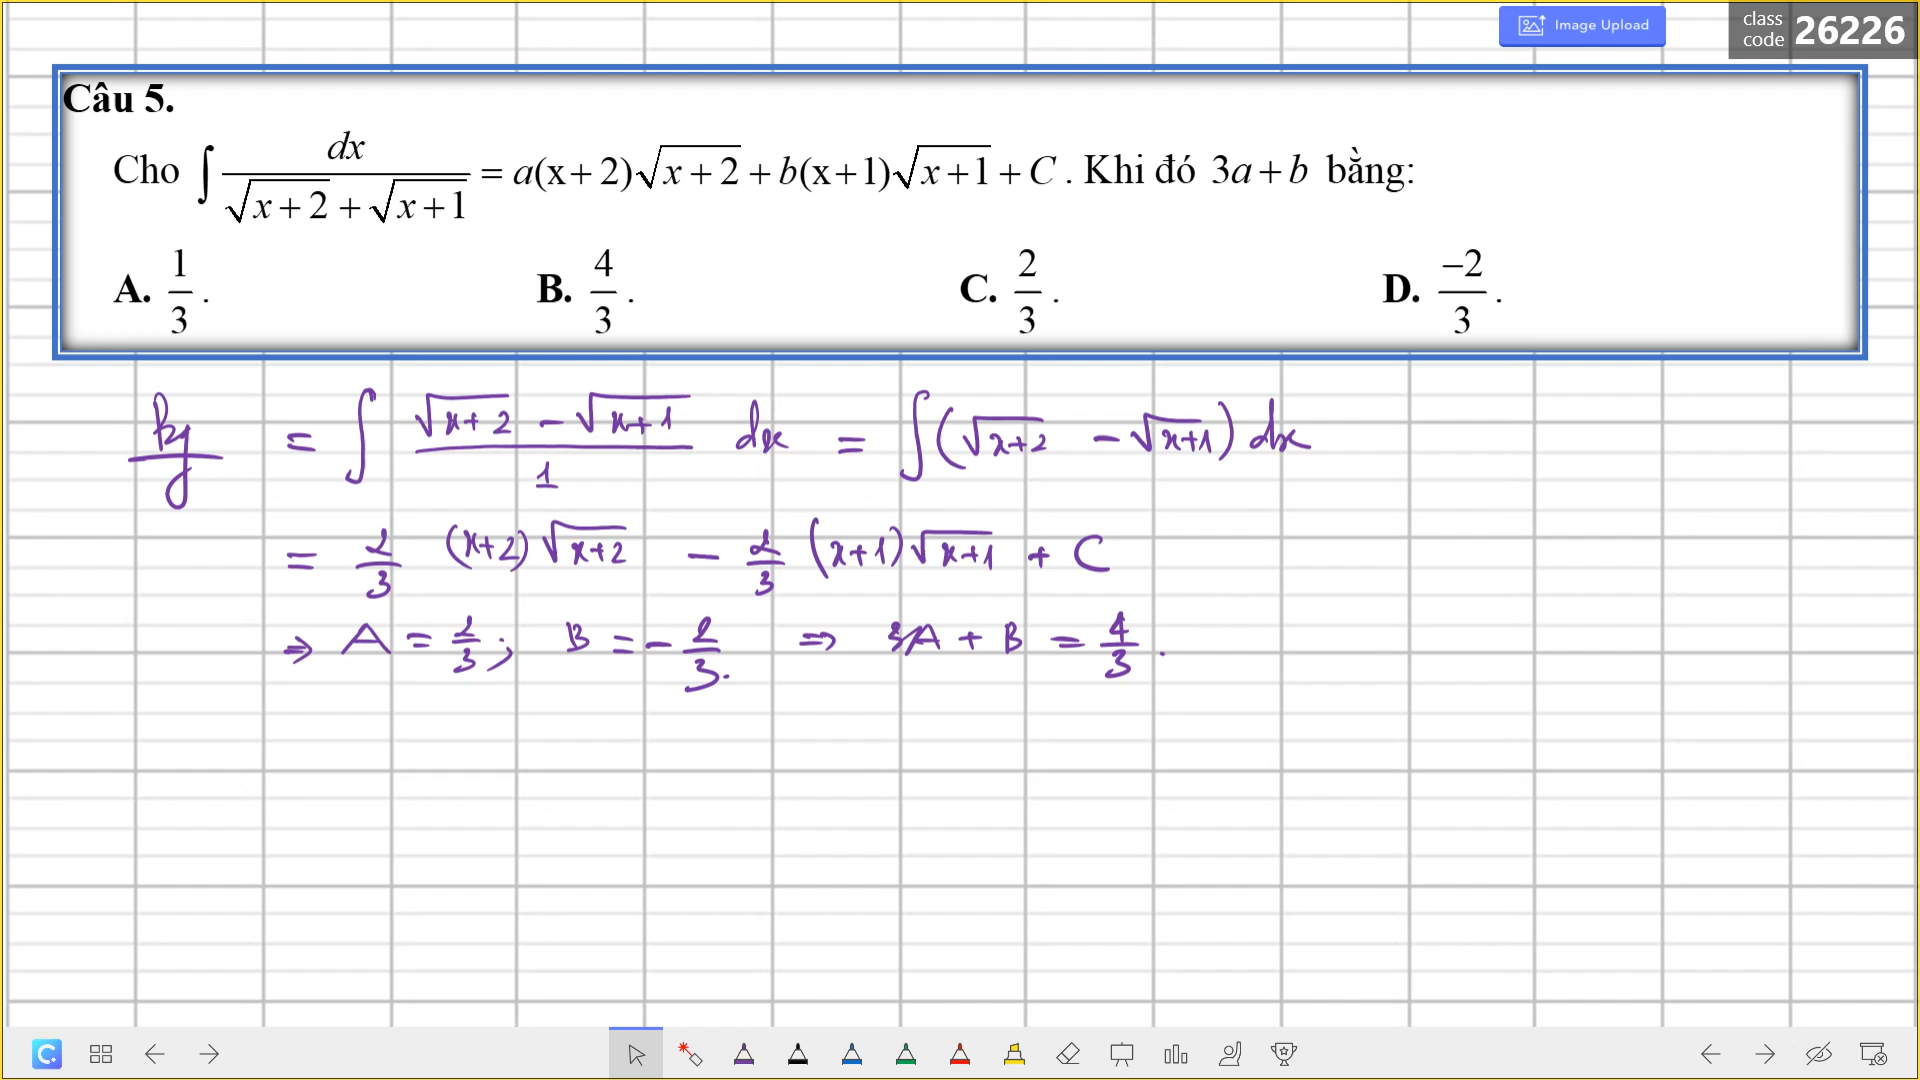 Image Upload
class code 26226
Câu 5.
Cho ∫ dx / (√(x+2) + √(x+1)) = a(x+2)√(x+2) + b(x+1)√(x+1) + C. Khi đó 3a+b bằng:
A. 1/3. B. 4/3. C. 2/3. D. -2/3.
= ∫ (√(x+2) - √(x+1)) / 1 dx = ∫(√(x+2) - √(x+1)) dx
= 2/3 (x+2)√(x+2) - 2/3 (x+1)√(x+1) + C
⇒ A = 2/3; B = -2/3. ⇒ 3A + B = 4/3.